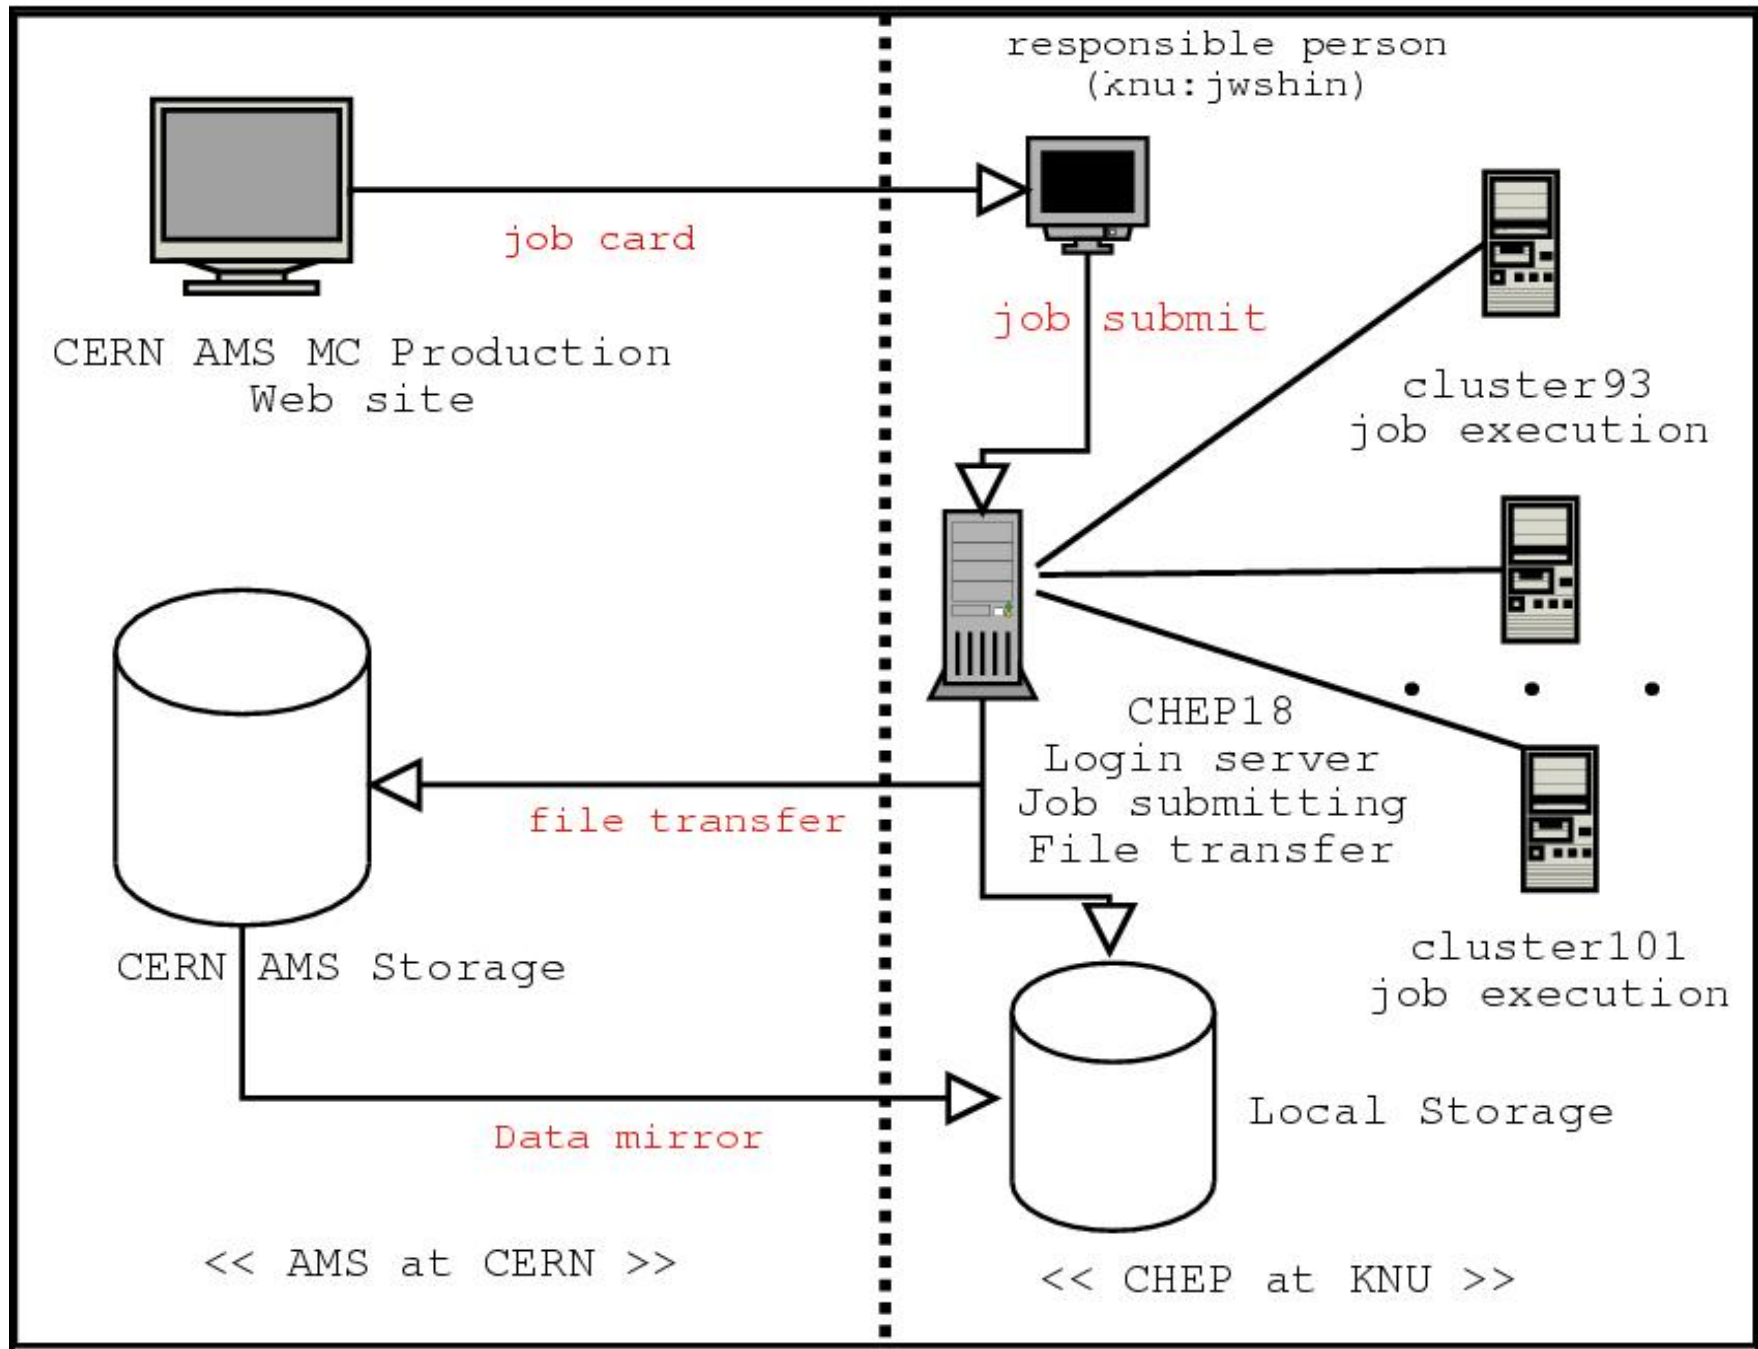 responsible person
(knu:jwshin)
job card
job submit
CERN AMS MC Production
Web site
cluster93
job execution
CHEP18
Login server
Job submitting
File transfer
file transfer
CERN AMS Storage
cluster101
job execution
Local Storage
Data mirror
<< AMS at CERN >>
<< CHEP at KNU >>